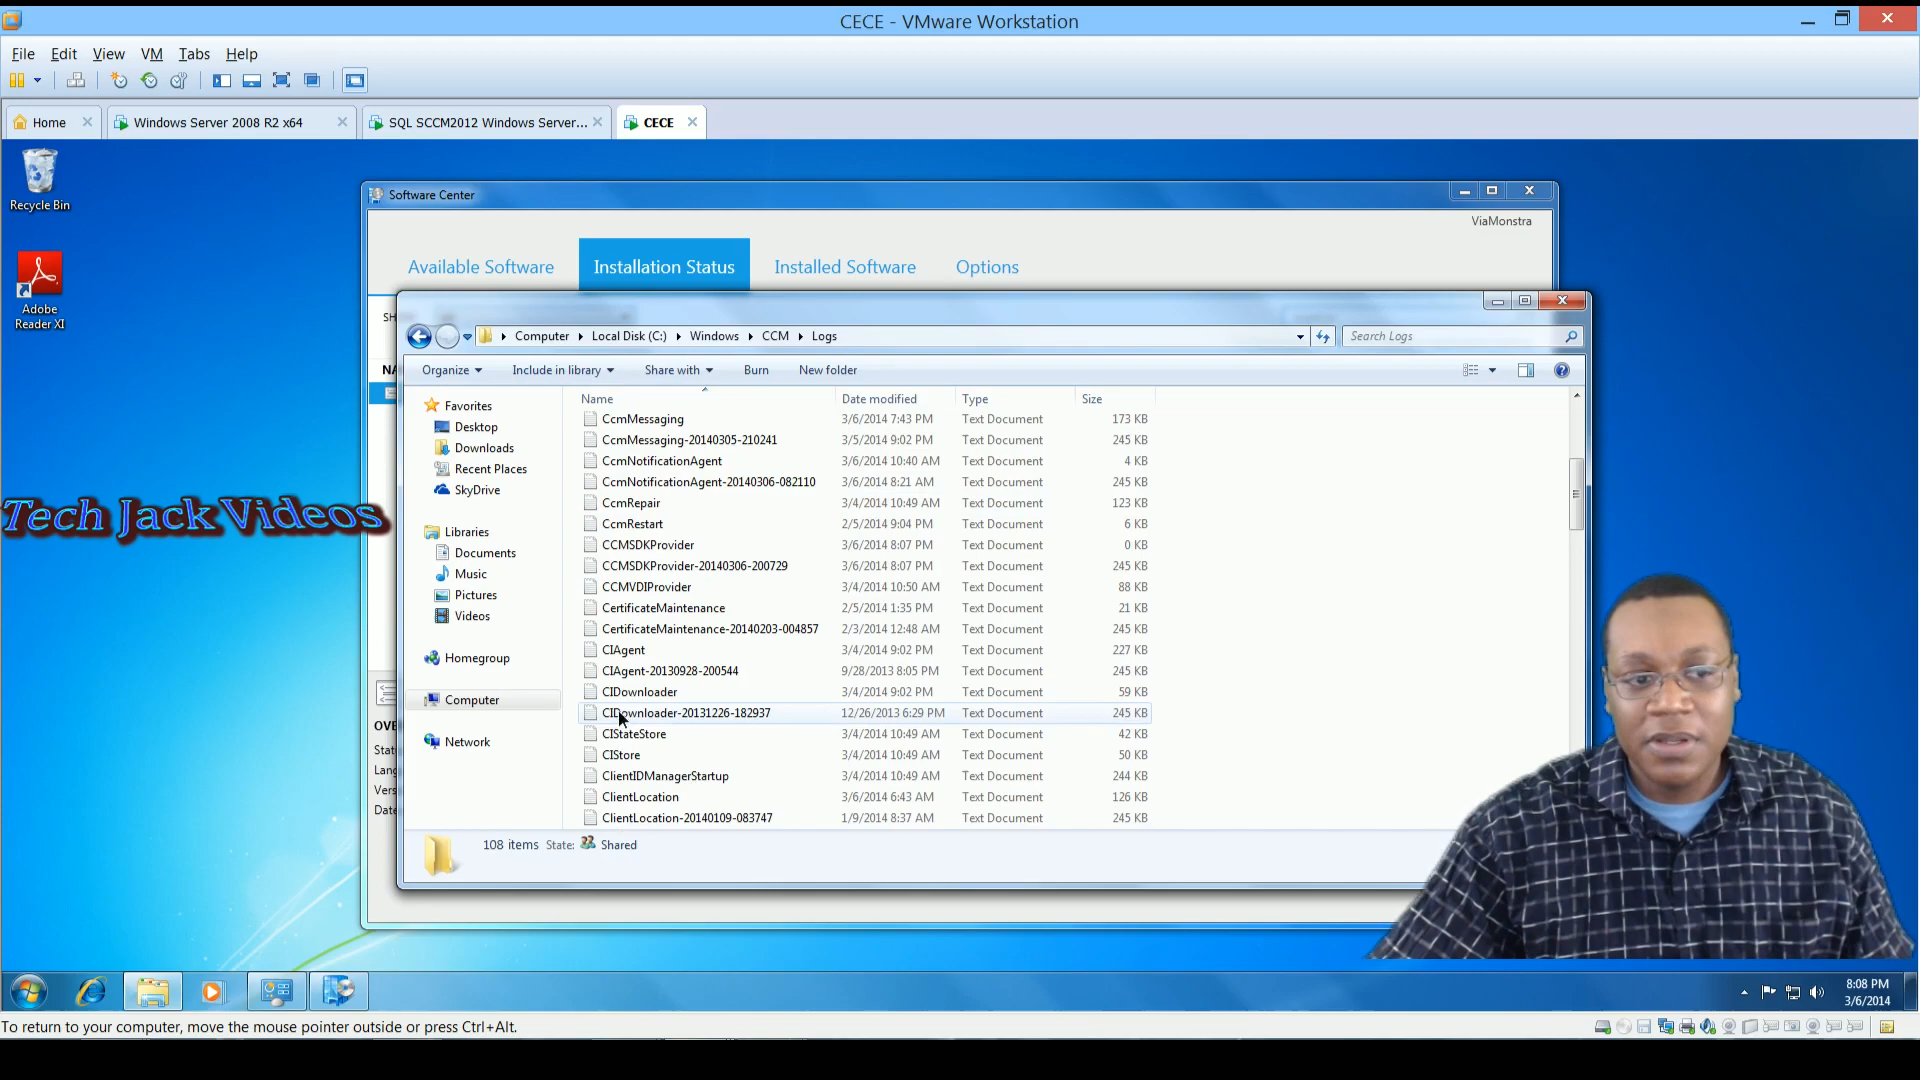 CECE - VMware Workstation
File Edit View VM Tabs Help
Home Windows Server 2008 R2 x64 SQL SCCM2012 Windows Server... CECE
Recycle Bin
Adobe
Reader XI
Tech Jack Videos
Software Center
ViaMonstra
Available Software Installation Status Installed Software Options
SH
NA
Computer Local Disk (C:) Windows CCM Logs Search Logs
Organize Include in library Share with Burn New folder
Favorites
Desktop
Downloads
Recent Places
SkyDrive
Libraries
Documents
Music
Pictures
Videos
Homegroup
Computer
Network
Name Date modified Type Size
CcmMessaging 3/6/2014 7:43 PM Text Document 173 KB
CcmMessaging-20140305-210241 3/5/2014 9:02 PM Text Document 245 KB
CcmNotificationAgent 3/6/2014 10:40 AM Text Document 4 KB
CcmNotificationAgent-20140306-082110 3/6/2014 8:21 AM Text Document 245 KB
CcmRepair 3/4/2014 10:49 AM Text Document 123 KB
CcmRestart 2/5/2014 9:04 PM Text Document 6 KB
CCMSDKProvider 3/6/2014 8:07 PM Text Document 0 KB
CCMSDKProvider-20140306-200729 3/6/2014 8:07 PM Text Document 245 KB
CCMVDIProvider 3/4/2014 10:50 AM Text Document 88 KB
CertificateMaintenance 2/5/2014 1:35 PM Text Document 21 KB
CertificateMaintenance-20140203-004857 2/3/2014 12:48 AM Text Document 245 KB
CIAgent 3/4/2014 9:02 PM Text Document 227 KB
CIAgent-20130928-200544 9/28/2013 8:05 PM Text Document 245 KB
CIDownloader 3/4/2014 9:02 PM Text Document 59 KB
CIDownloader-20131226-182937 12/26/2013 6:29 PM Text Document 245 KB
CIStateStore 3/4/2014 10:49 AM Text Document 42 KB
CIStore 3/4/2014 10:49 AM Text Document 50 KB
ClientIDManagerStartup 3/4/2014 10:49 AM Text Document 244 KB
ClientLocation 3/6/2014 6:43 AM Text Document 126 KB
ClientLocation-20140109-083747 1/9/2014 8:37 AM Text Document 245 KB
OVE
Stat
Lang
Vers
Date
108 items State: Shared
8:08 PM
3/6/2014
To return to your computer, move the mouse pointer outside or press Ctrl+Alt.